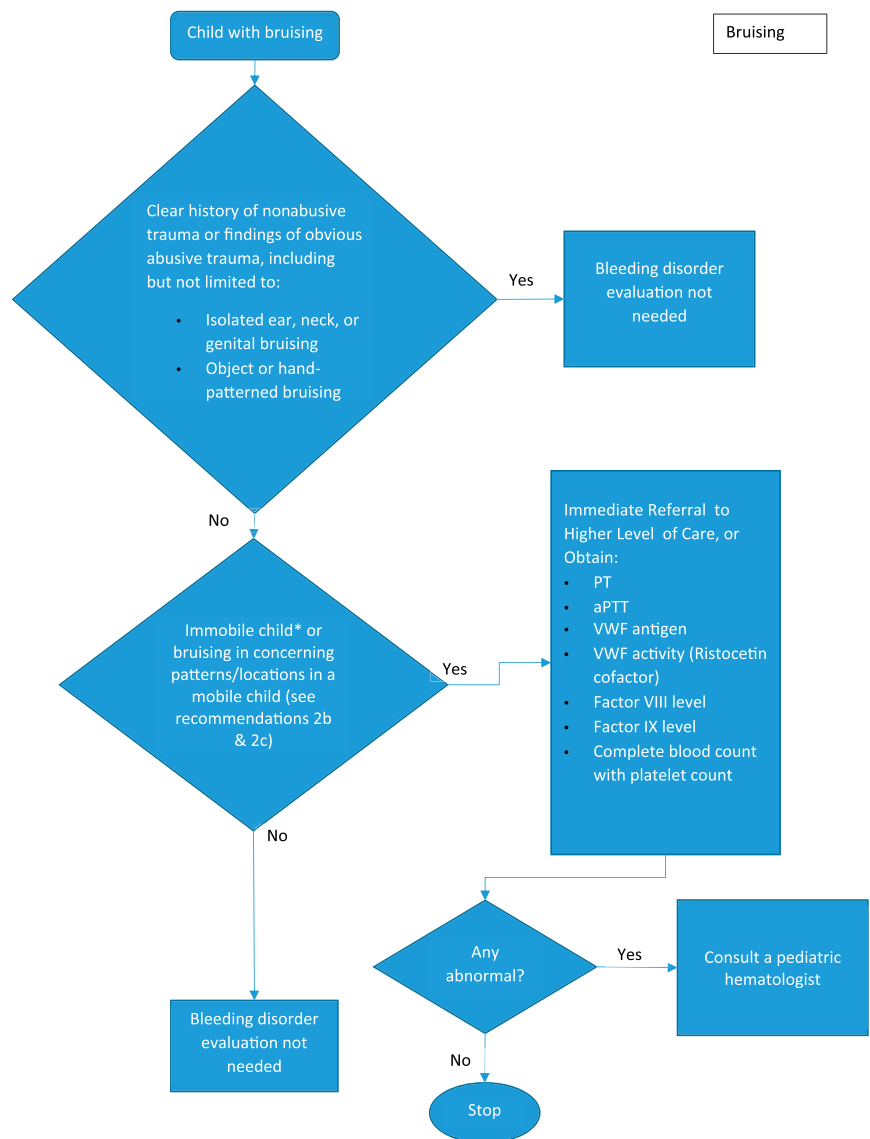 Child with bruising
Bruising
Clear history of nonabusive
trauma or findings of obvious
abusive trauma, including
but not limited to:
• Isolated ear, neck, or
genital bruising
• Object or hand-
patterned bruising
Yes
Bleeding disorder
evaluation not
needed
No
Immobile child* or
bruising in concerning
patterns/locations in a
mobile child (see
recommendations 2b
& 2c)
Yes
Immediate Referral to
Higher Level of Care, or
Obtain:
• PT
• aPTT
• VWF antigen
• VWF activity (Ristocetin
cofactor)
• Factor VIII level
• Factor IX level
• Complete blood count
with platelet count
No
Bleeding disorder
evaluation not
needed
Any
abnormal?
Yes
Consult a pediatric
hematologist
No
Stop